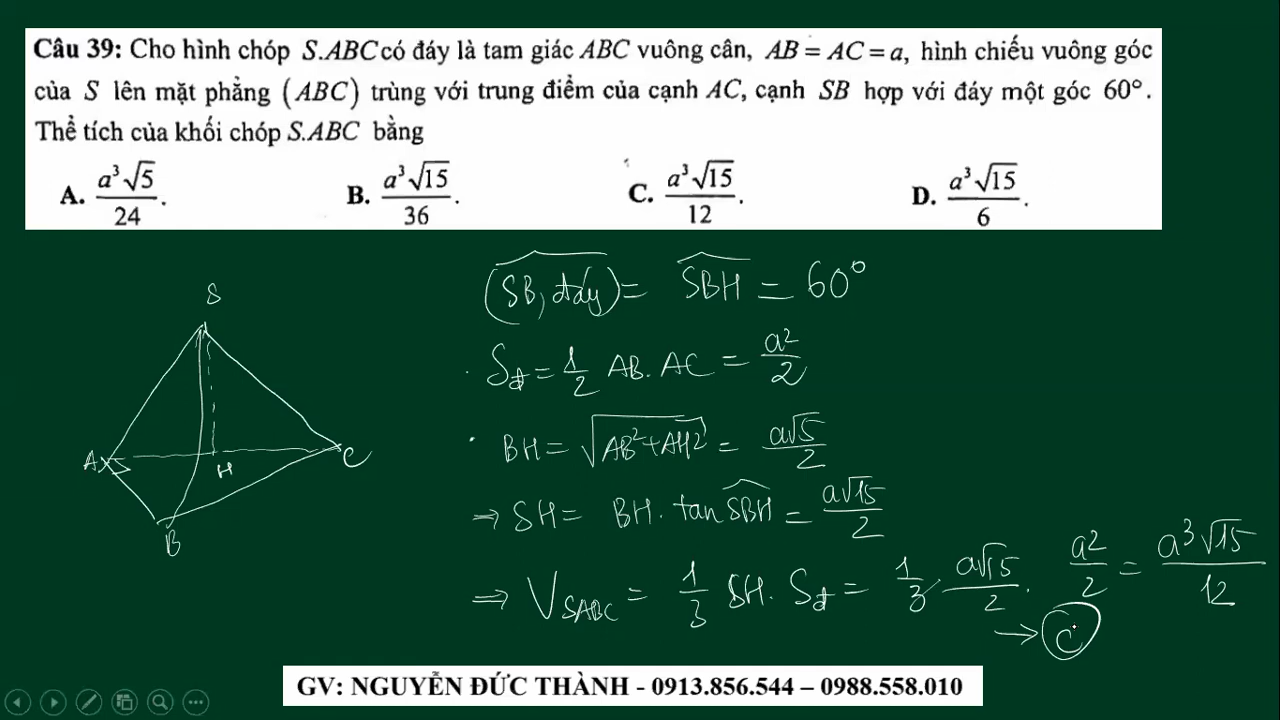 Câu 39: Cho hình chóp S.ABC có đáy là tam giác ABC vuông cân, AB = AC = a, hình chiếu vuông góc
của S lên mặt phẳng (ABC) trùng với trung điểm của cạnh AC, cạnh SB hợp với đáy một góc 60°.
Thể tích của khối chóp S.ABC bằng
A. a³√5/24. B. a³√15/36. C. a³√15/12. D. a³√15/6.
S
A H C
B
(SB, đáy) = SBH = 60°
Sđ = 1/2 AB. AC = a²/2
BH = √(AB² + AH²) = a√5/2
⇒ SH = BH. tan SBH = a√15/2
⇒ V SABC = 1/3 SH. Sđ = 1/3 . a√15/2 . a²/2 = a³√15/12
→ C
GV: NGUYỄN ĐỨC THÀNH - 0913.856.544 – 0988.558.010